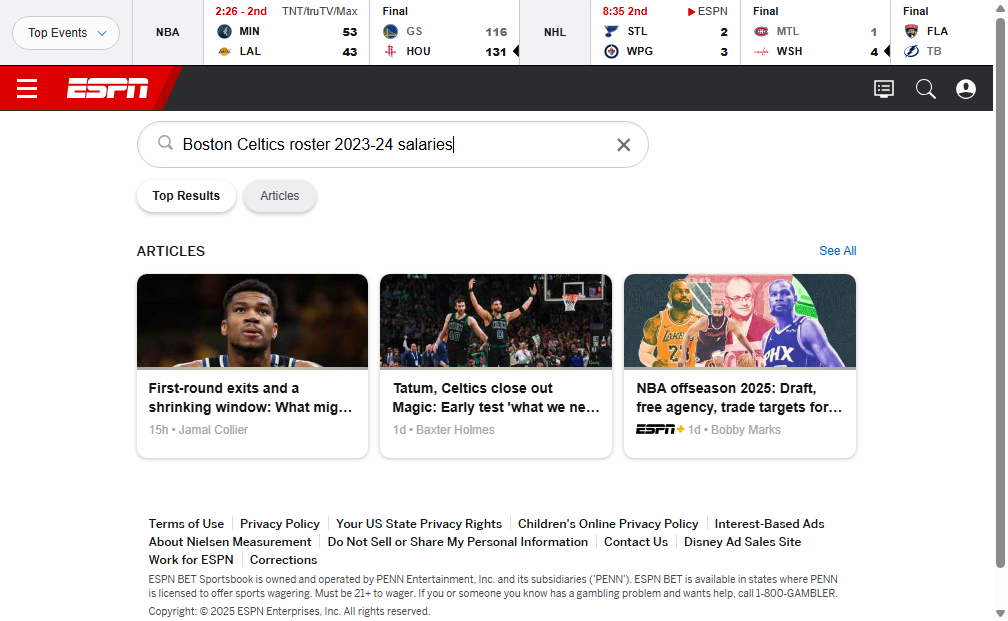 Top Events
NBA
2:26 - 2nd TNT/truTV/Max
MIN 53
LAL 43
Final
GS 116
HOU 131
NHL
8:35 2nd ESPN
STL 2
WPG 3
Final
MTL 1
WSH 4
Final
FLA
TB
ESPN
Boston Celtics roster 2023-24 salaries
Top Results
Articles
ARTICLES
See All
First-round exits and a
shrinking window: What mig...
15h • Jamal Collier
Tatum, Celtics close out
Magic: Early test 'what we ne...
1d • Baxter Holmes
NBA offseason 2025: Draft,
free agency, trade targets for...
ESPN+ 1d • Bobby Marks
Terms of Use Privacy Policy Your US State Privacy Rights Children's Online Privacy Policy Interest-Based Ads
About Nielsen Measurement Do Not Sell or Share My Personal Information Contact Us Disney Ad Sales Site
Work for ESPN Corrections
ESPN BET Sportsbook is owned and operated by PENN Entertainment, Inc. and its subsidiaries ('PENN'). ESPN BET is available in states where PENN
is licensed to offer sports wagering. Must be 21+ to wager. If you or someone you know has a gambling problem and wants help, call 1-800-GAMBLER.
Copyright: © 2025 ESPN Enterprises, Inc. All rights reserved.